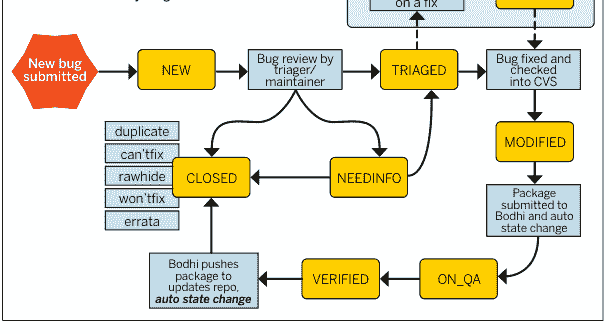 on a fix
New bug
submitted
NEW
Bug review by
triager/
maintainer
TRIAGED
Bug fixed and
checked
into CVS
duplicate
can'tfix
rawhide
won'tfix
errata
CLOSED
NEEDINFO
MODIFIED
Package
submitted to
Bodhi and auto
state change
Bodhi pushes
package to
updates repo,
auto state change
VERIFIED
ON_QA